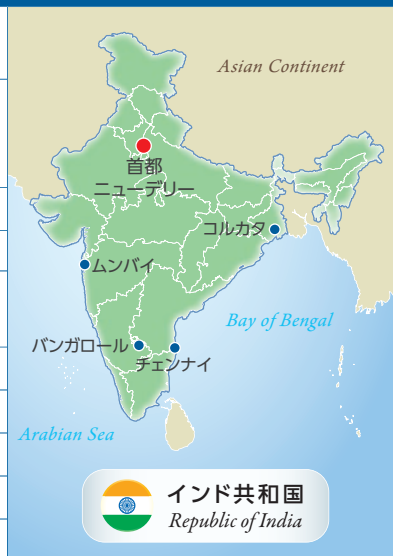 Asian Continent
首都
ニューデリー
コルカタ
ムンバイ
Bay of Bengal
バンガロール
チェンナイ
Arabian Sea
インド共和国
Republic of India